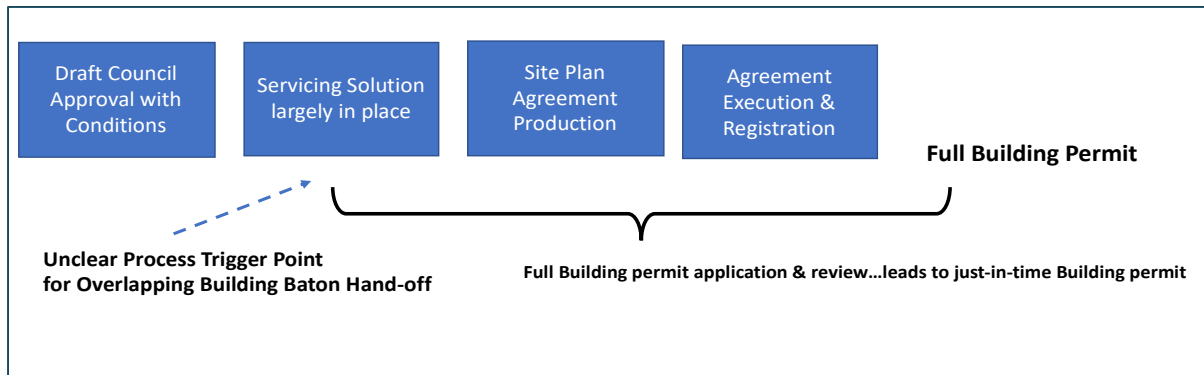 Draft Council
Approval with
Conditions
Servicing Solution
largely in place
Site Plan
Agreement
Production
Agreement
Execution &
Registration
Full Building Permit
Unclear Process Trigger Point
for Overlapping Building Baton Hand-off
Full Building permit application & review...leads to just-in-time Building permit